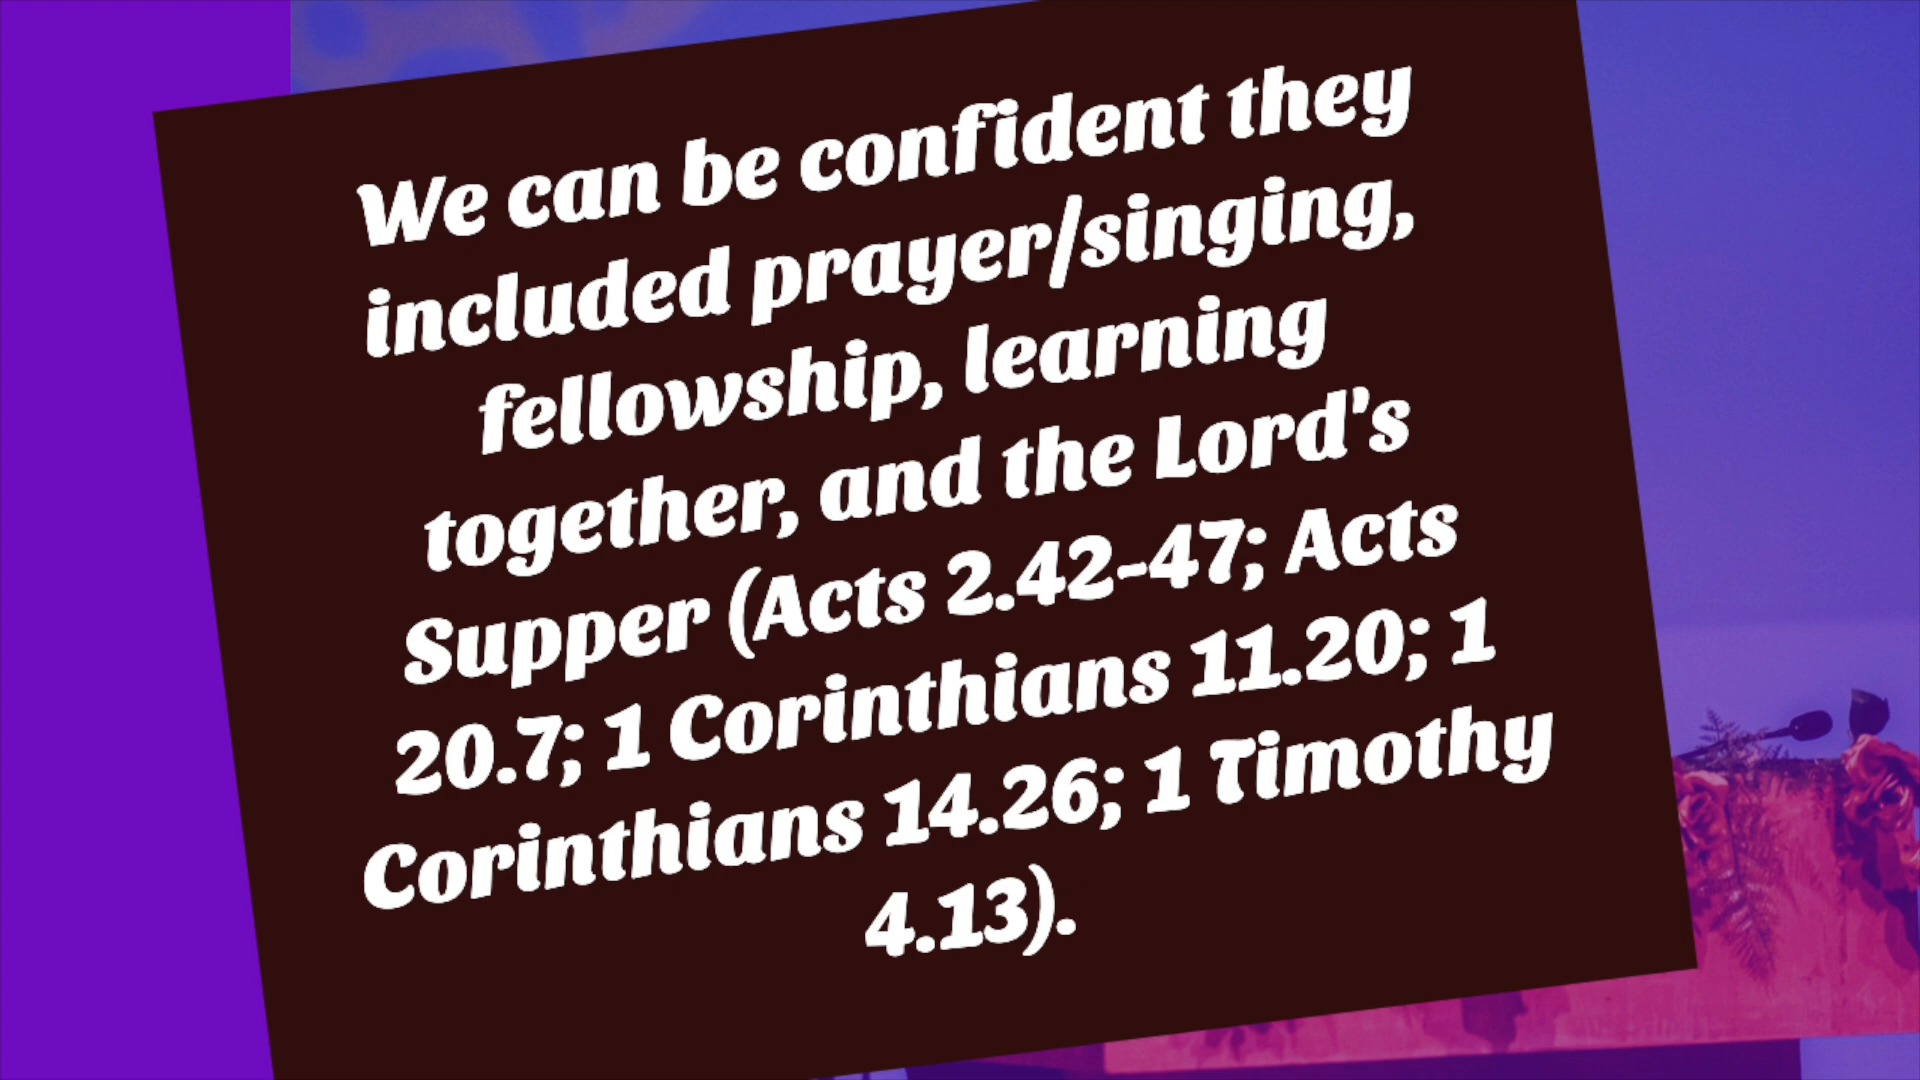 We can be confident they
included prayer/singing,
fellowship, learning
together, and the Lord's
Supper (Acts 2.42-47; Acts
20.7; 1 Corinthians 11.20; 1
Corinthians 14.26; 1 Timothy
4.13).